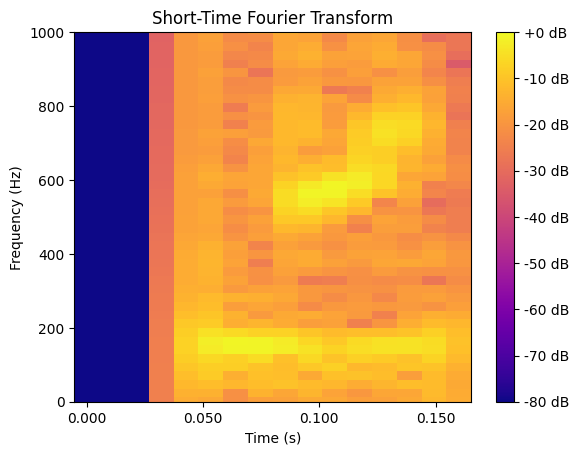 Short-Time Fourier Transform
1000
800
600
400
200
0
Frequency (Hz)
0.000
0.050
0.100
0.150
Time (s)
+0 dB
-10 dB
-20 dB
-30 dB
-40 dB
-50 dB
-60 dB
-70 dB
-80 dB